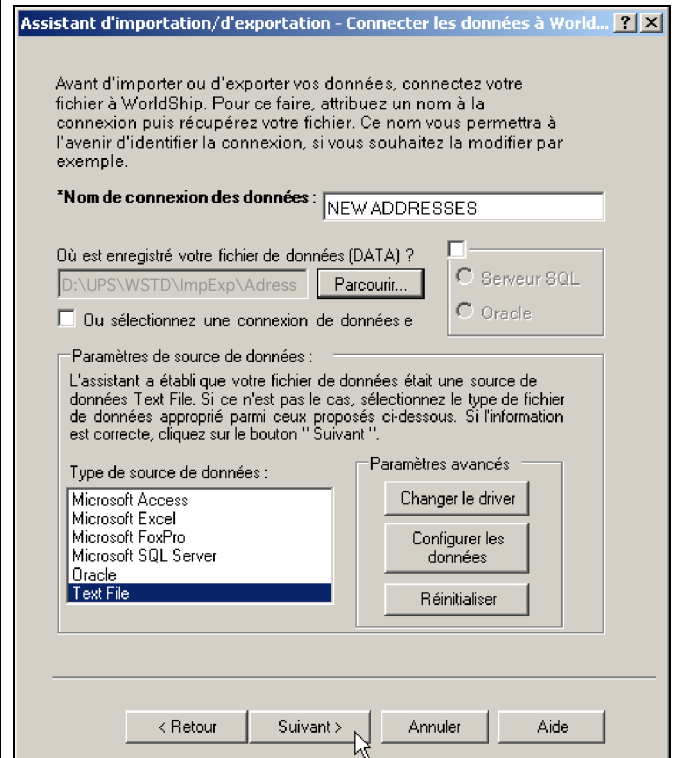 Assistant d'importation/d'exportation - Connecter les données à World...
Avant d'importer ou d'exporter vos données, connectez votre
fichier à WorldShip. Pour ce faire, attribuez un nom à la
connexion puis récupérez votre fichier. Ce nom vous permettra à
l'avenir d'identifier la connexion, si vous souhaitez la modifier par
exemple.
*Nom de connexion des données : NEW ADDRESSES
Où est enregistré votre fichier de données (DATA) ?
D:\UPS\WSTD\ImpExp\Adress Parcourir...
Serveur SQL
Oracle
Ou sélectionnez une connexion de données e
Paramètres de source de données :
L'assistant a établi que votre fichier de données était une source de
données Text File. Si ce n'est pas le cas, sélectionnez le type de fichier
de données approprié parmi ceux proposés ci-dessous. Si l'information
est correcte, cliquez sur le bouton " Suivant ".
Type de source de données :
Microsoft Access
Microsoft Excel
Microsoft FoxPro
Microsoft SQL Server
Oracle
Text File
Paramètres avancés
Changer le driver
Configurer les
données
Réinitialiser
< Retour Suivant > Annuler Aide